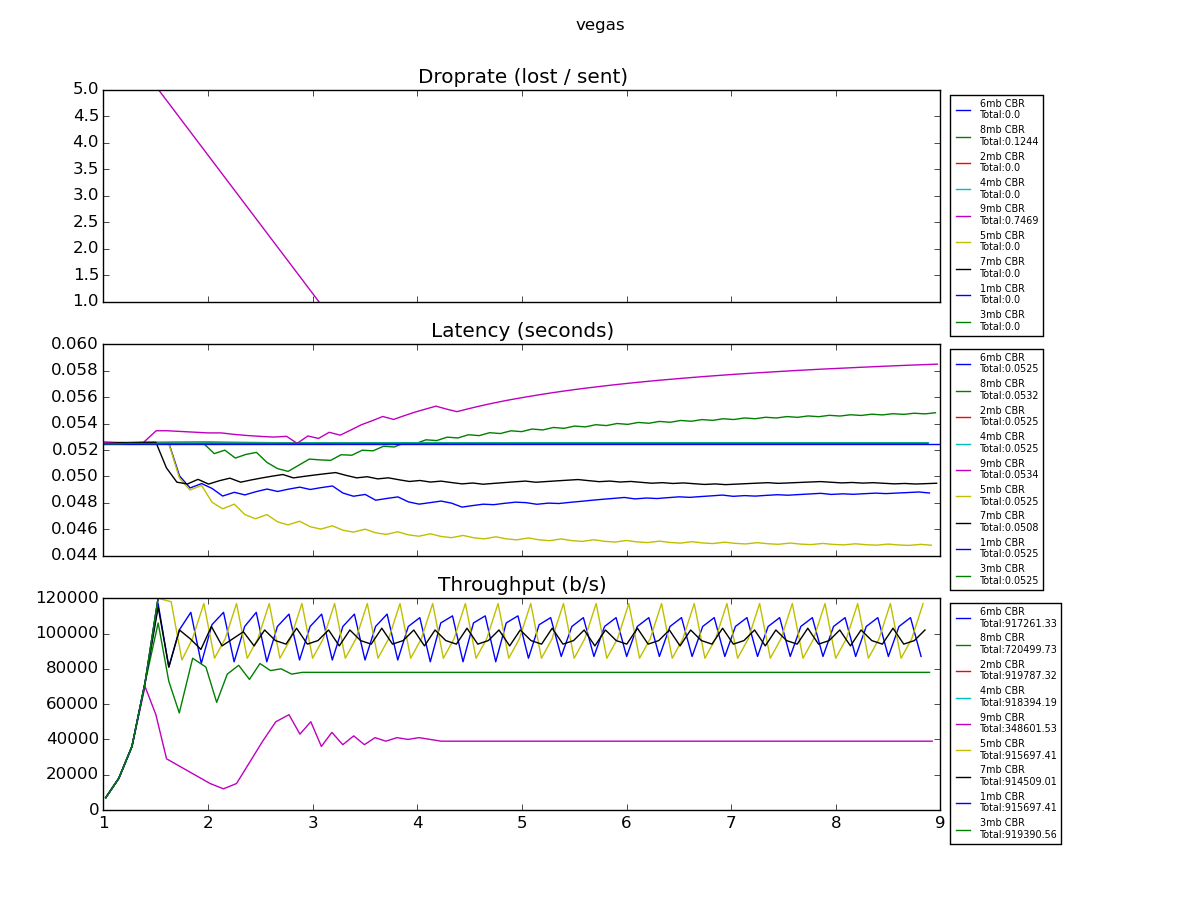 vegas
Droprate (lost / sent)
5.0
4.5
4.0
3.5
3.0
2.5
2.0
1.5
1.0
6mb CBR
Total:0.0
8mb CBR
Total:0.1244
2mb CBR
Total:0.0
4mb CBR
Total:0.0
9mb CBR
Total:0.7469
5mb CBR
Total:0.0
7mb CBR
Total:0.0
1mb CBR
Total:0.0
3mb CBR
Total:0.0
Latency (seconds)
0.060
0.058
0.056
0.054
0.052
0.050
0.048
0.046
0.044
6mb CBR
Total:0.0525
8mb CBR
Total:0.0532
2mb CBR
Total:0.0525
4mb CBR
Total:0.0525
9mb CBR
Total:0.0534
5mb CBR
Total:0.0525
7mb CBR
Total:0.0508
1mb CBR
Total:0.0525
3mb CBR
Total:0.0525
Throughput (b/s)
120000
100000
80000
60000
40000
20000
0
1 2 3 4 5 6 7 8 9
6mb CBR
Total:917261.33
8mb CBR
Total:720499.73
2mb CBR
Total:919787.32
4mb CBR
Total:918394.19
9mb CBR
Total:348601.53
5mb CBR
Total:915697.41
7mb CBR
Total:914509.01
1mb CBR
Total:915697.41
3mb CBR
Total:919390.56